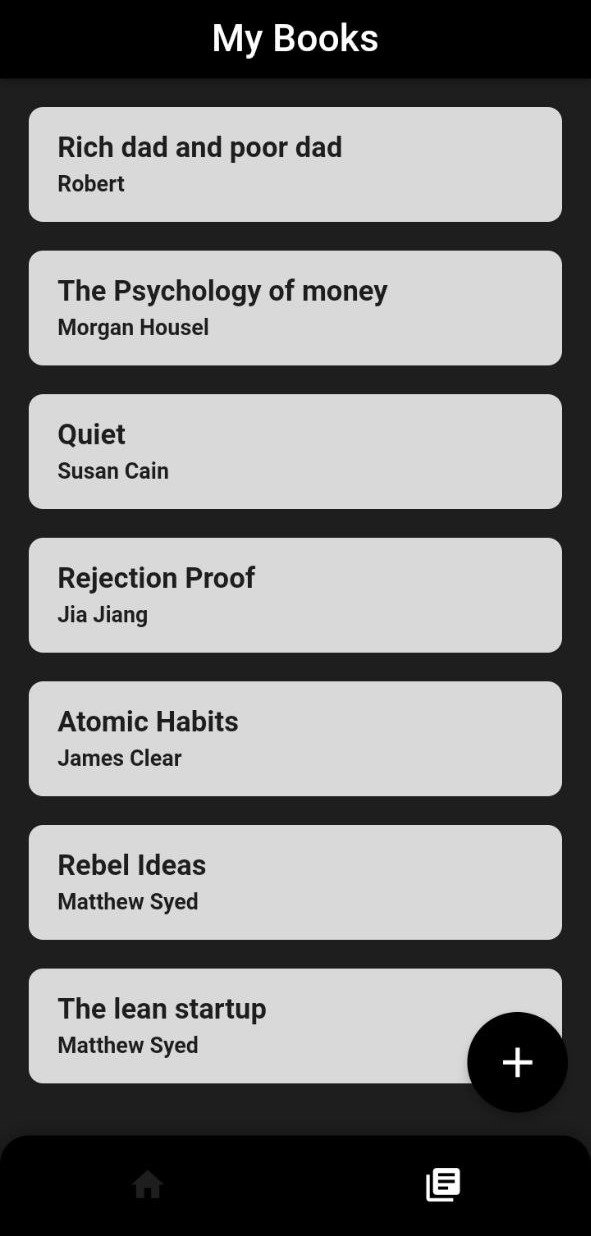 My Books
Rich dad and poor dad
Robert
The Psychology of money
Morgan Housel
Quiet
Susan Cain
Rejection Proof
Jia Jiang
Atomic Habits
James Clear
Rebel Ideas
Matthew Syed
The lean startup
Matthew Syed